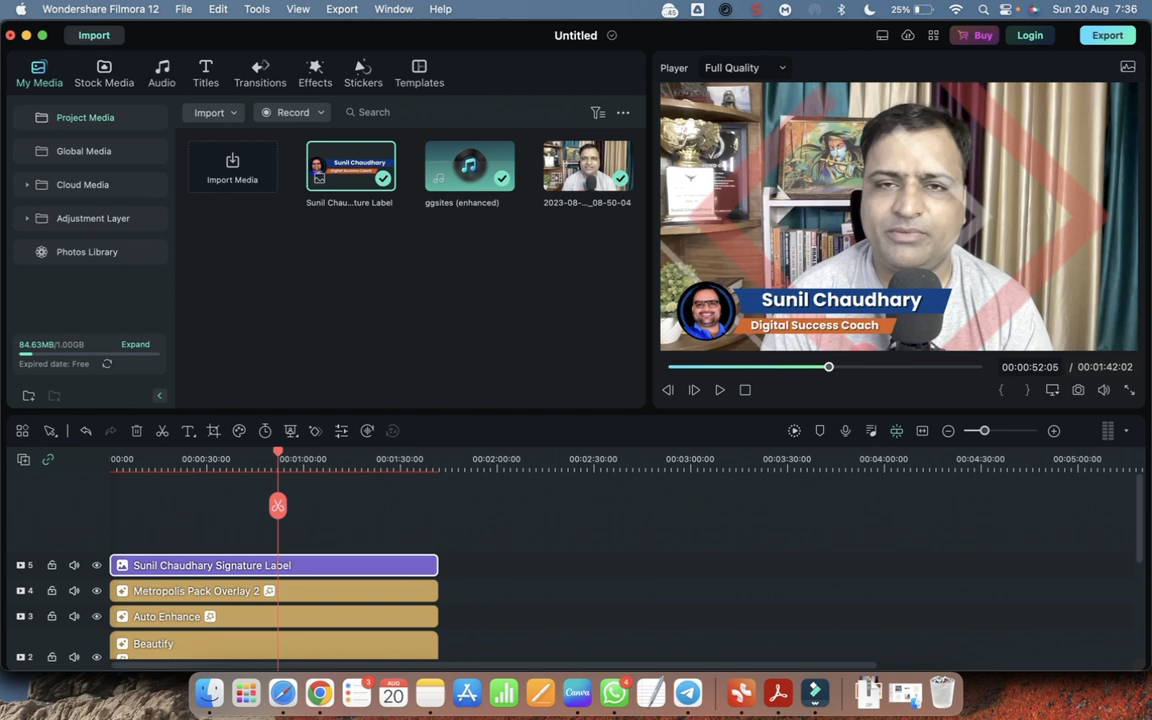 Wondershare Filmora 12 File Edit Tools View Export Window Help 25% Sun 20 Aug 7:36
Import Untitled Buy Login Export
My Media Stock Media Audio Titles Transitions Effects Stickers Templates
Player Full Quality
Project Media
Global Media
Cloud Media
Adjustment Layer
Photos Library
84.63MB/1.00GB Expand
Expired date: Free
Import Record Search
Import Media
Sunil Chaudhary
Digital Success Coach
Sunil Chau...ture Label
ggsites (enhanced)
2023-08-..._08-50-04
Sunil Chaudhary
Digital Success Coach
00:00:52:05 / 00:01:42:02
00:00 00:00:30:00 00:01:00:00 00:01:30:00 00:02:00:00 00:02:30:00 00:03:00:00 00:03:30:00 00:04:00:00 00:04:30:00 00:05:00:00
5 Sunil Chaudhary Signature Label
4 Metropolis Pack Overlay 2
3 Auto Enhance
2 Beautify
3
AUG
20
Canva
4